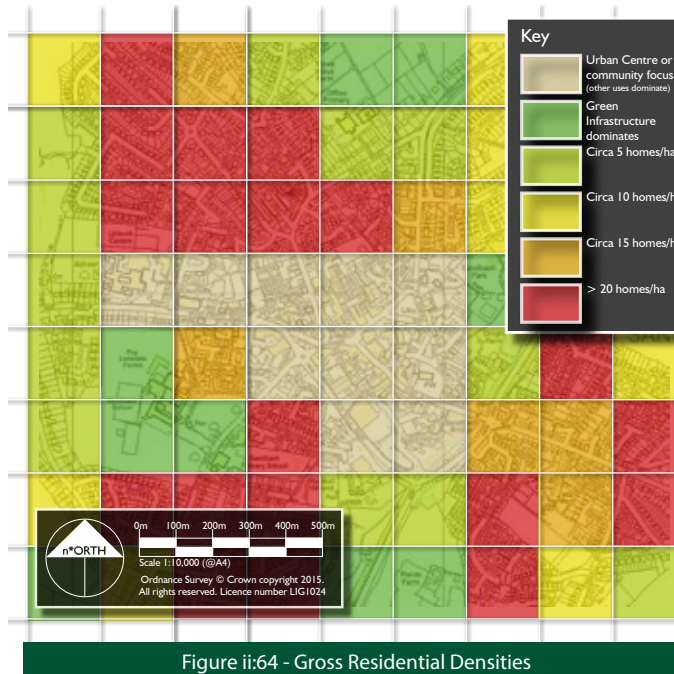 Key
Urban Centre or
community focus
(other uses dominate)
Green
Infrastructure
dominates
Circa 5 homes/ha
Circa 10 homes/h
Circa 15 homes/h
> 20 homes/ha
n*ORTH
0m 100m 200m 300m 400m 500m
Scale 1:10,000 (@A4)
Ordnance Survey © Crown copyright 2015.
All rights reserved. Licence number LIG1024
Figure ii:64 - Gross Residential Densities